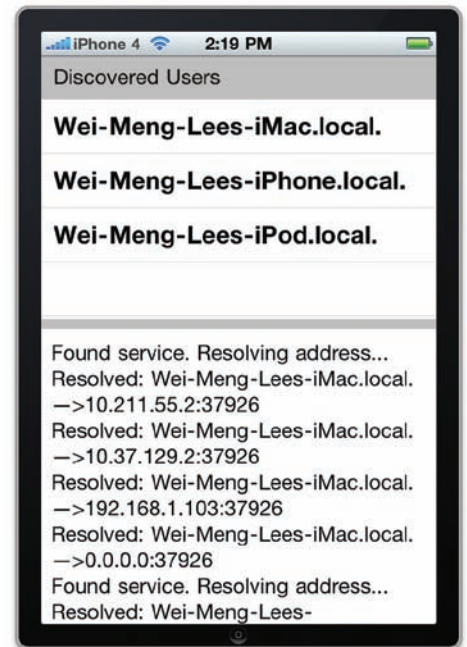 iPhone 4 2:19 PM
Discovered Users
Wei-Meng-Lees-iMac.local.
Wei-Meng-Lees-iPhone.local.
Wei-Meng-Lees-iPod.local.
Found service. Resolving address...
Resolved: Wei-Meng-Lees-iMac.local.
—>10.211.55.2:37926
Resolved: Wei-Meng-Lees-iMac.local.
—>10.37.129.2:37926
Resolved: Wei-Meng-Lees-iMac.local.
—>192.168.1.103:37926
Resolved: Wei-Meng-Lees-iMac.local.
—>0.0.0.0:37926
Found service. Resolving address...
Resolved: Wei-Meng-Lees-